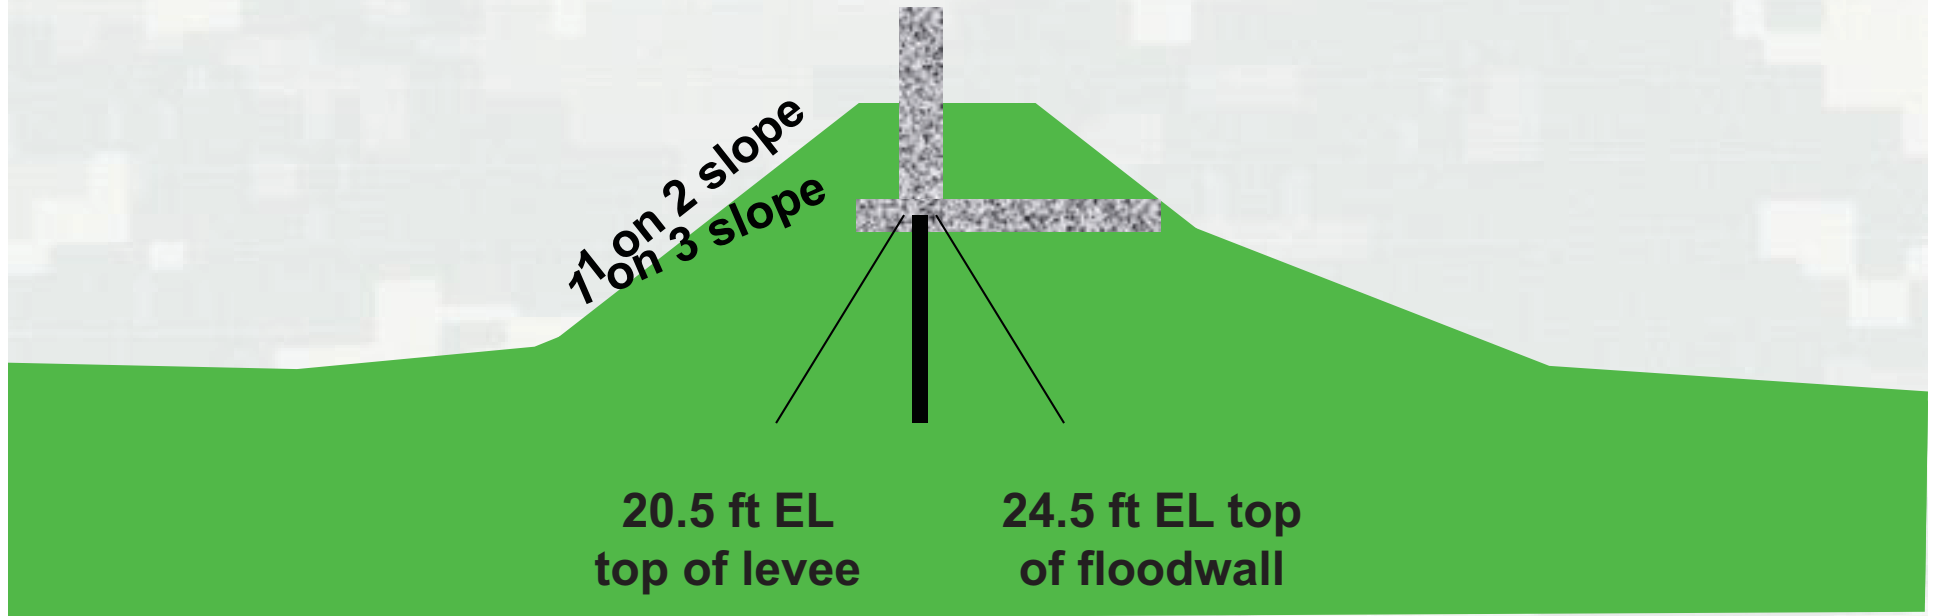 1 on 2 slope
1 on 3 slope
20.5 ft EL
top of levee
24.5 ft EL top
of floodwall